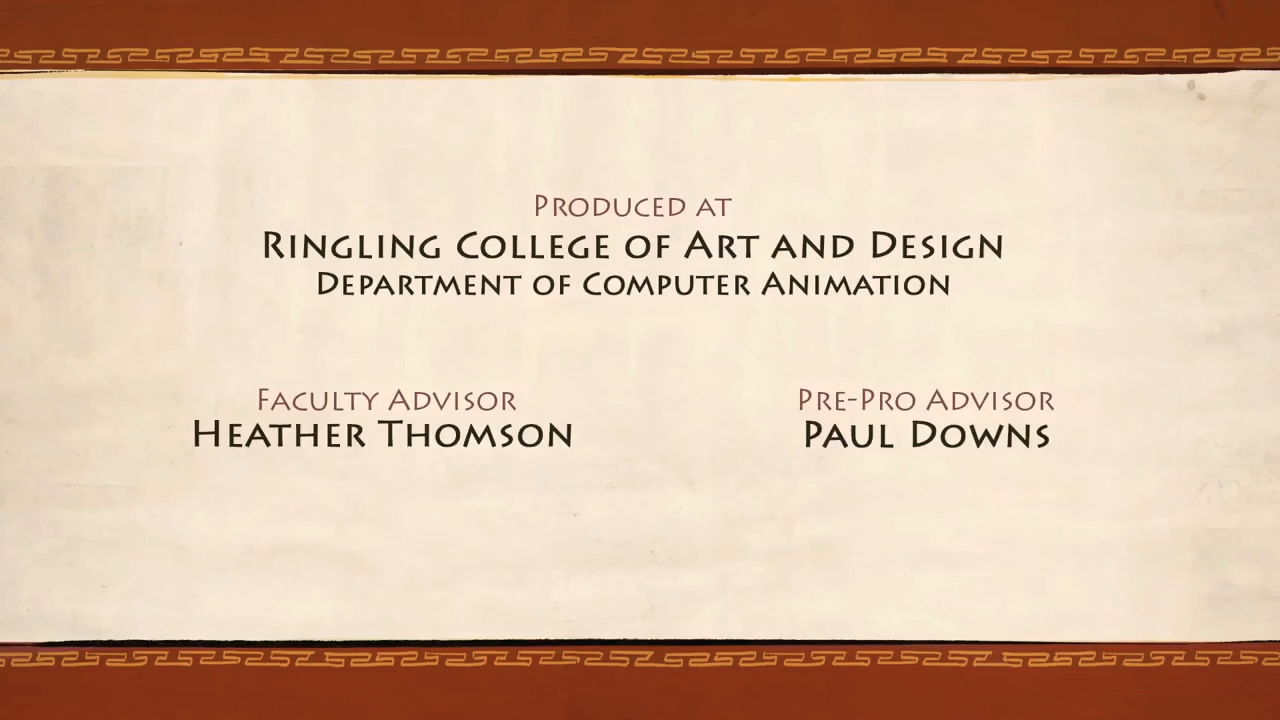 Produced at
Ringling College of Art and Design
Department of Computer Animation
Faculty Advisor
Heather Thomson
Pre-Pro Advisor
Paul Downs